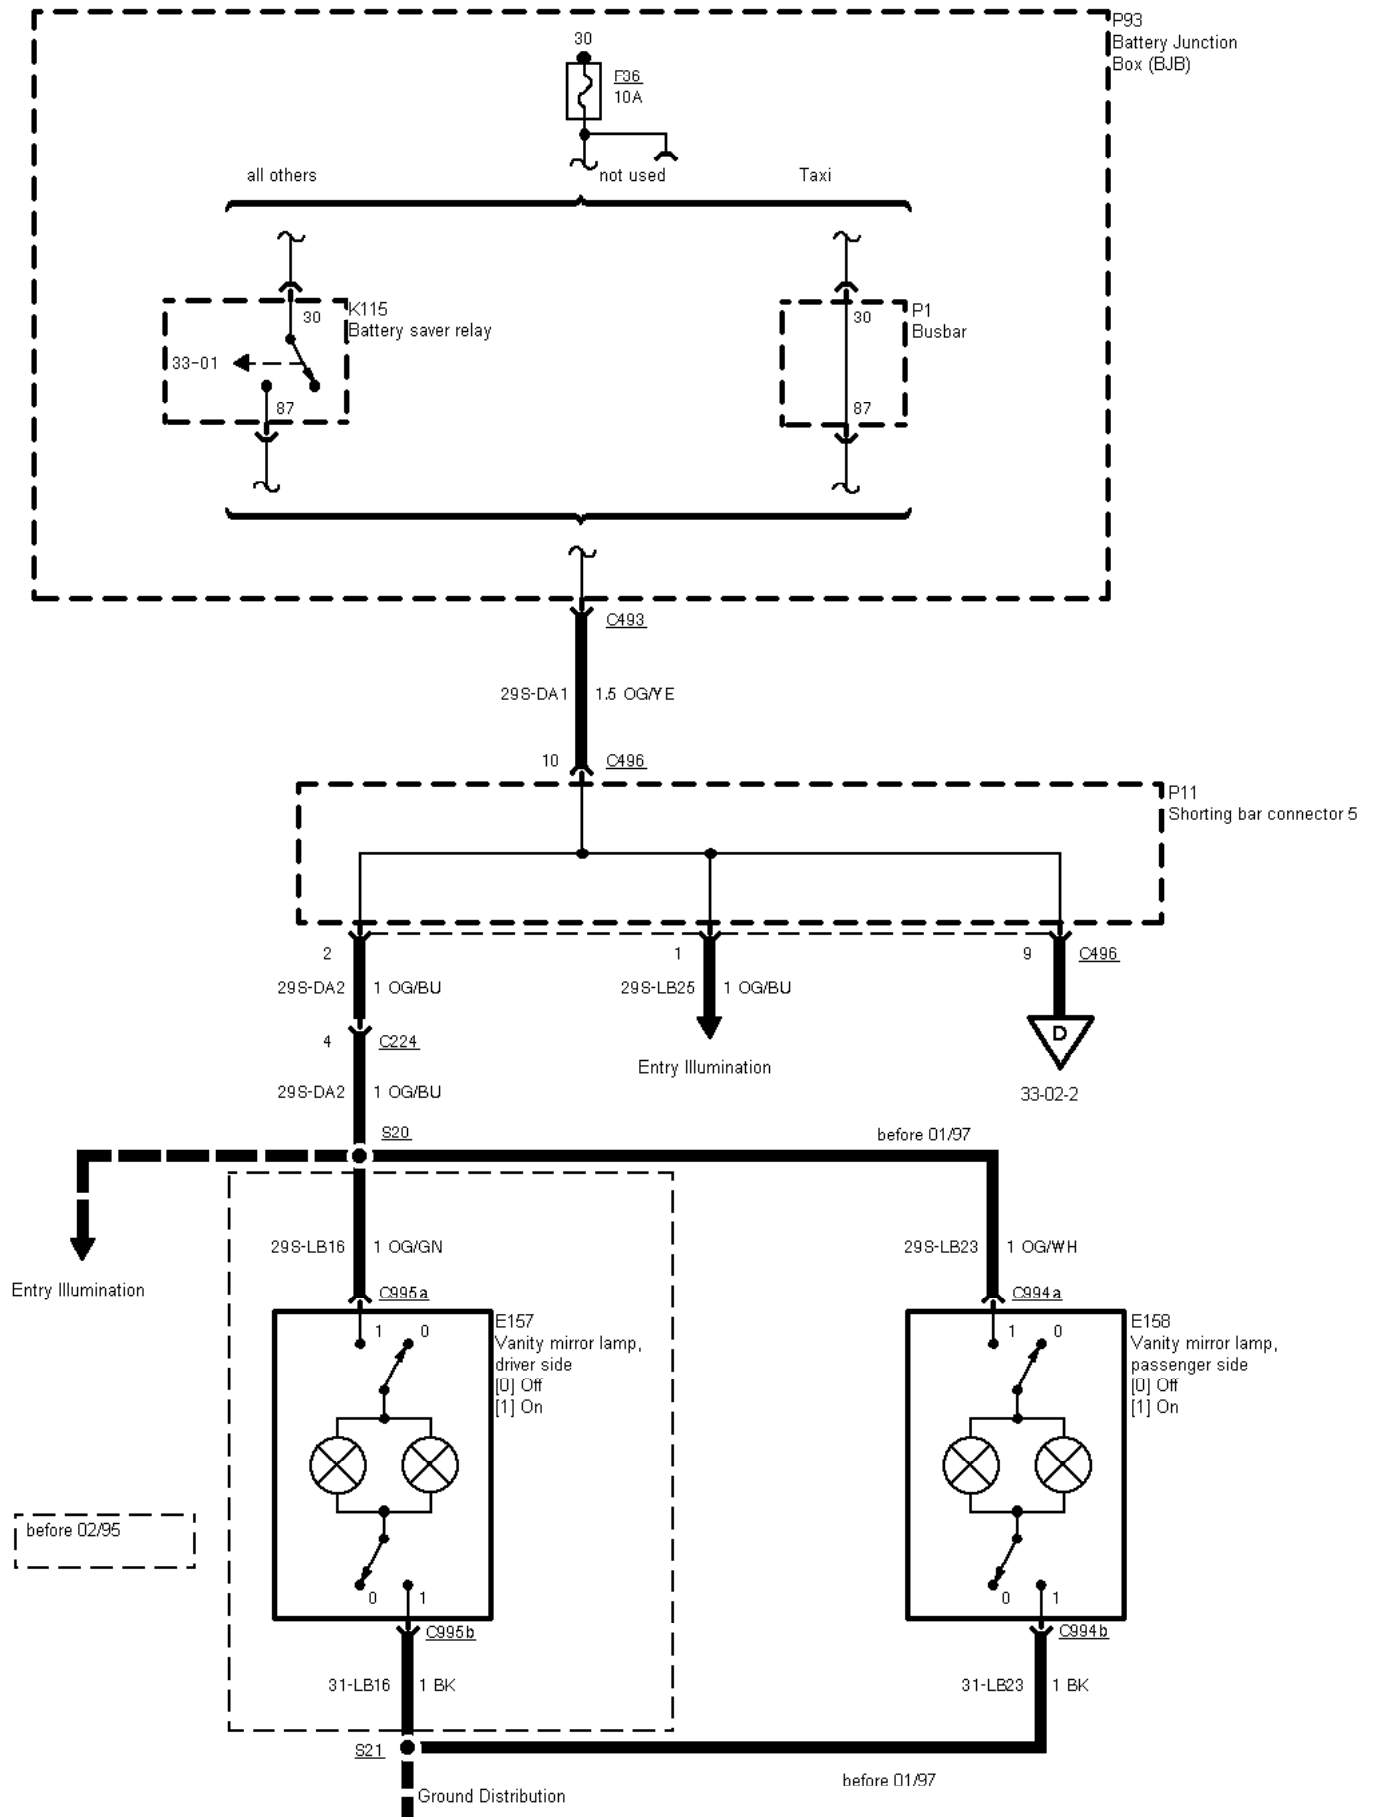 P93
Battery Junction
Box (BJB)
30
F36
10A
all others
not used
Taxi
K115
Battery saver relay
30
33-01
87
P1
Busbar
30
87
C493
29S-DA1 1.5 OG/YE
10 C496
P11
Shorting bar connector 5
2
1
9 C496
29S-DA2 1 OG/BU
29S-LB25 1 OG/BU
4 C224
D
Entry Illumination
33-02-2
29S-DA2 1 OG/BU
S20
before 01/97
29S-LB16 1 OG/GN
29S-LB23 1 OG/WH
Entry Illumination
C995a
C994a
E157
Vanity mirror lamp,
driver side
[0] Off
[1] On
1 0
E158
Vanity mirror lamp,
passenger side
[0] Off
[1] On
1 0
before 02/95
0 1
0 1
C995b
C994b
31-LB16 1 BK
31-LB23 1 BK
S21
before 01/97
Ground Distribution